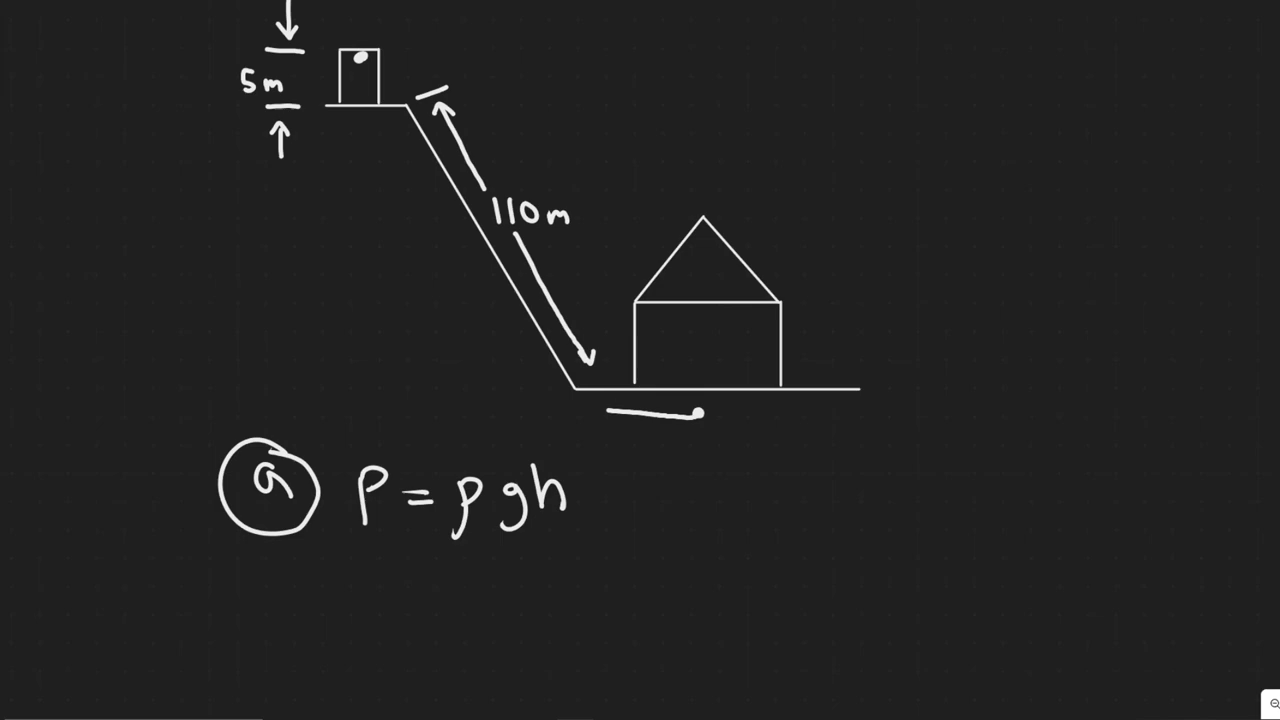 5m
110m
a P = ρgh